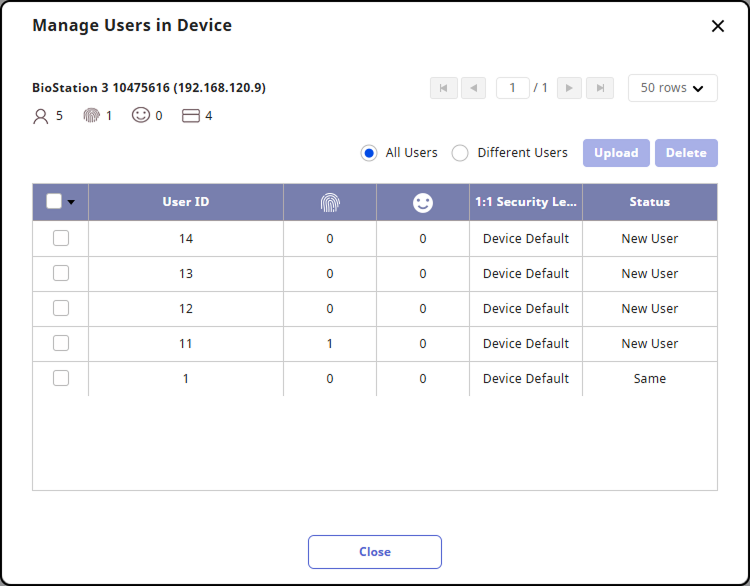 Manage Users in Device
BioStation 3 10475616 (192.168.120.9)
1 / 1 50 rows
5 1 0 4
All Users Different Users Upload Delete
User ID 1:1 Security Le... Status
14 0 0 Device Default New User
13 0 0 Device Default New User
12 0 0 Device Default New User
11 1 0 Device Default New User
1 0 0 Device Default Same
Close